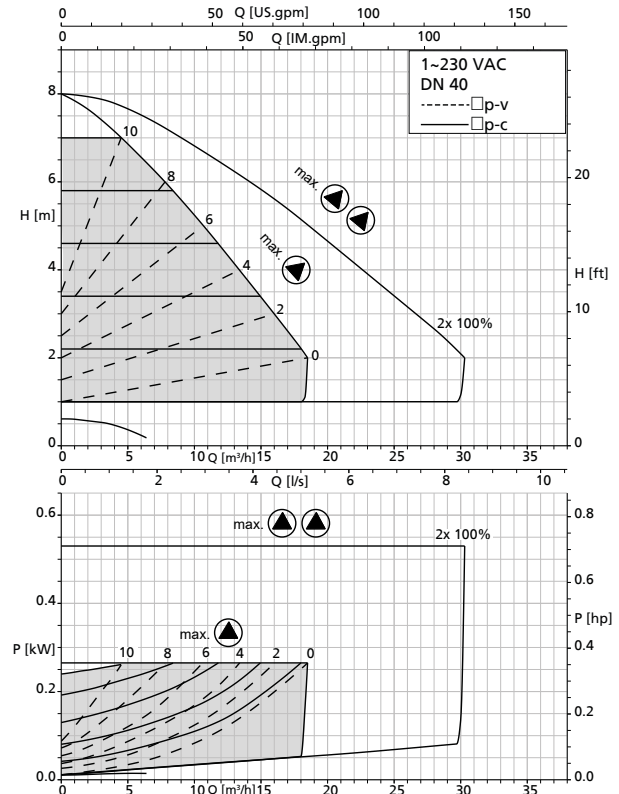 0 50 Q [US.gpm] 100 150
0 50 Q [IM.gpm] 100
1~230 VAC
DN 40
□p-v
□p-c
8
10
max.
6
8
20
H [m]
6
max.
4
4
H [ft]
2
10
2x 100%
2
0
0
0
0 5 10 Q [m³/h] 15 20 25 30 35
0 2 4 Q [l/s] 6 8 10
0.6
max.
2x 100%
0.8
0.6
0.4
max.
P [hp]
P [kW]
10 8 6 4 2 0
0.4
0.2
0.2
0.0
0.0
0 5 10 Q [m³/h] 15 20 25 30 35